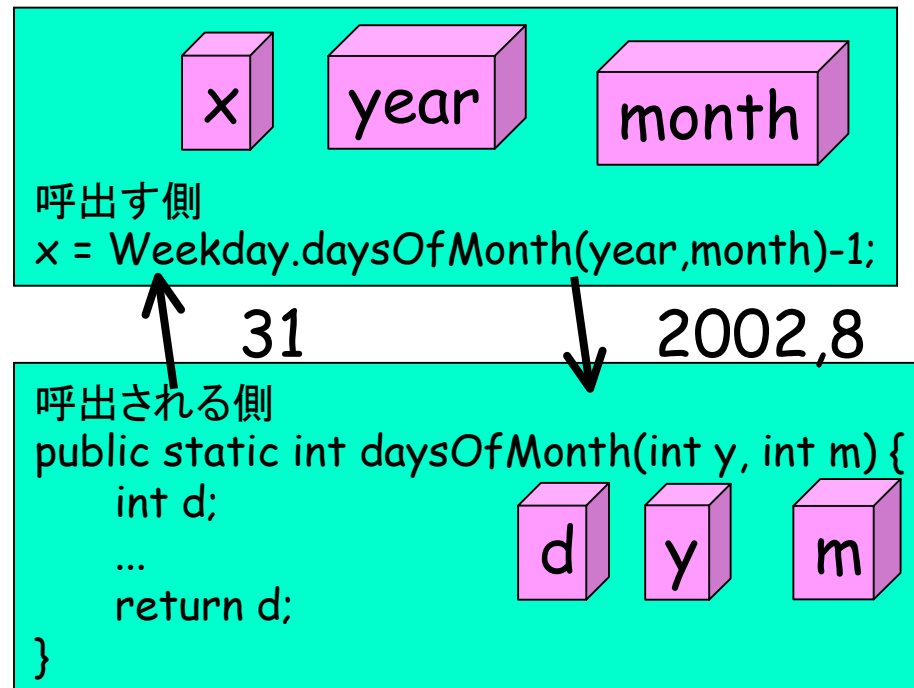 x year month
呼出す側
x = Weekday.daysOfMonth(year,month)-1;
31 2002,8
呼出される側
public static int daysOfMonth(int y, int m) {
int d;
d y m
...
return d;
}